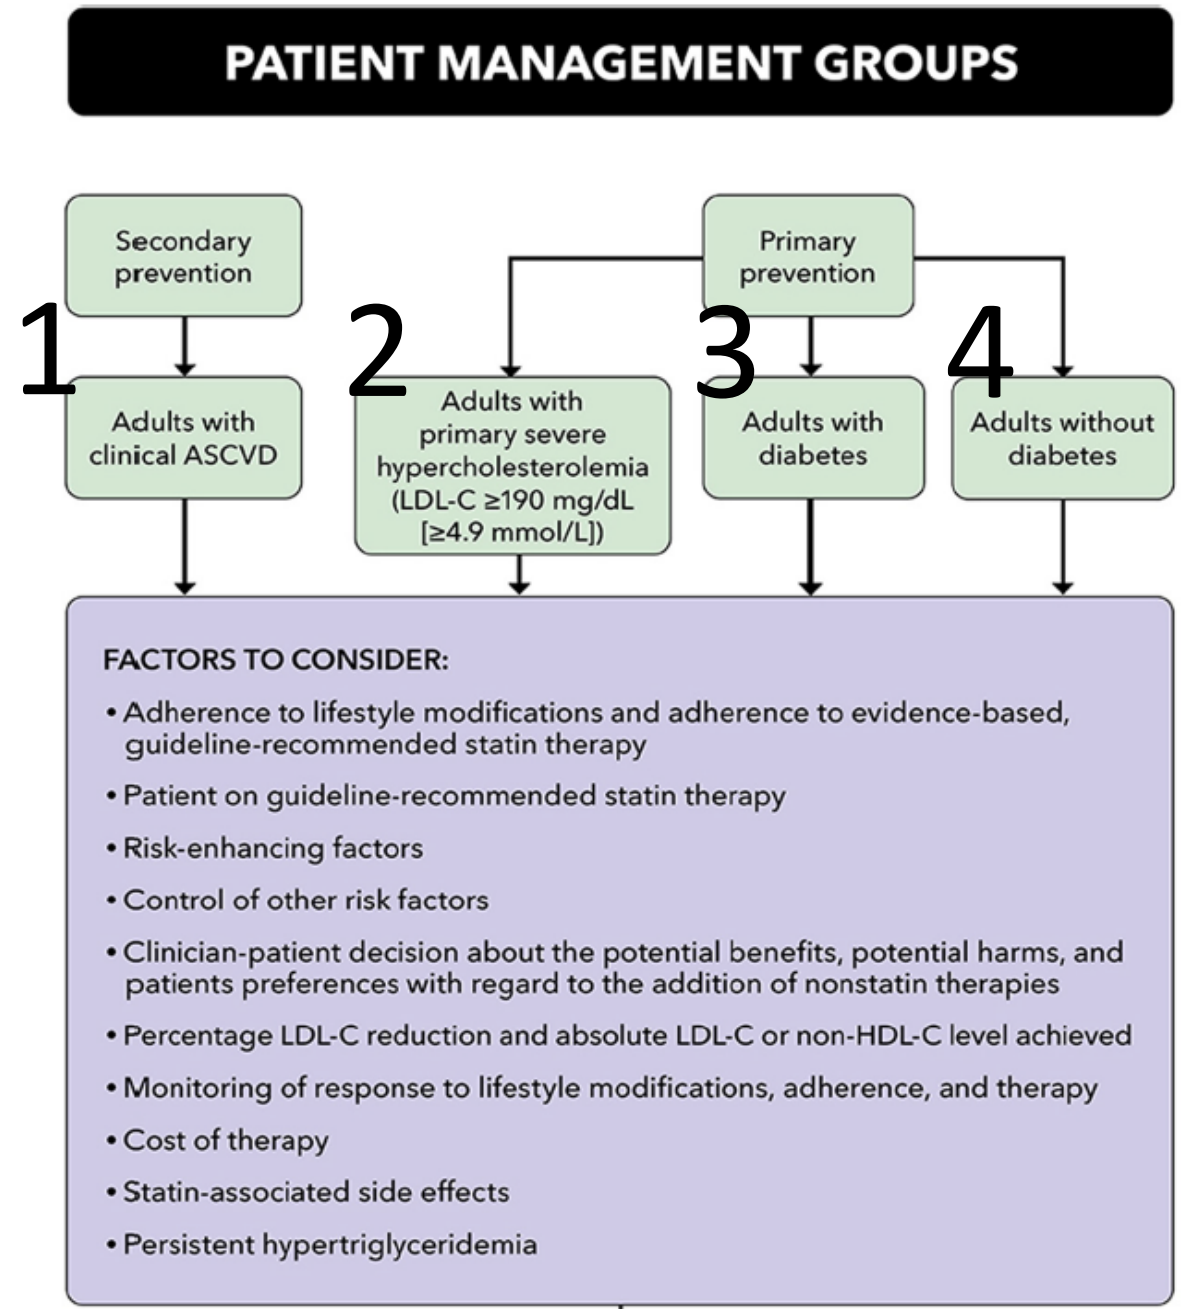 PATIENT MANAGEMENT GROUPS
Secondary
prevention
Primary
prevention
1
2
3
4
Adults with
clinical ASCVD
Adults with
primary severe
hypercholesterolemia
(LDL-C ≥190 mg/dL
[≥4.9 mmol/L])
Adults with
diabetes
Adults without
diabetes
FACTORS TO CONSIDER:
• Adherence to lifestyle modifications and adherence to evidence-based,
guideline-recommended statin therapy
• Patient on guideline-recommended statin therapy
• Risk-enhancing factors
• Control of other risk factors
• Clinician-patient decision about the potential benefits, potential harms, and
patients preferences with regard to the addition of nonstatin therapies
• Percentage LDL-C reduction and absolute LDL-C or non-HDL-C level achieved
• Monitoring of response to lifestyle modifications, adherence, and therapy
• Cost of therapy
• Statin-associated side effects
• Persistent hypertriglyceridemia